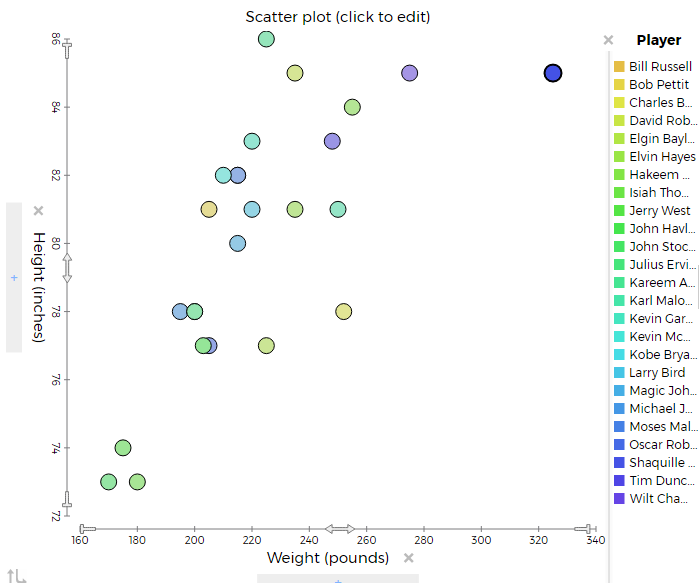 Scatter plot (click to edit)
Player
Bill Russell
Bob Pettit
Charles B...
David Rob...
Elgin Bayl...
Elvin Hayes
Hakeem ...
Isiah Tho...
Jerry West
John Havl...
John Stoc...
Julius Ervi...
Kareem A...
Karl Malo...
Kevin Gar...
Kevin Mc...
Kobe Brya...
Larry Bird
Magic Joh...
Michael J...
Moses Mal...
Oscar Rob...
Shaquille ...
Tim Dunc...
Wilt Cha...
Height (inches)
86
84
82
80
78
76
74
72
160 180 200 220 240 260 280 300 320 340
Weight (pounds)